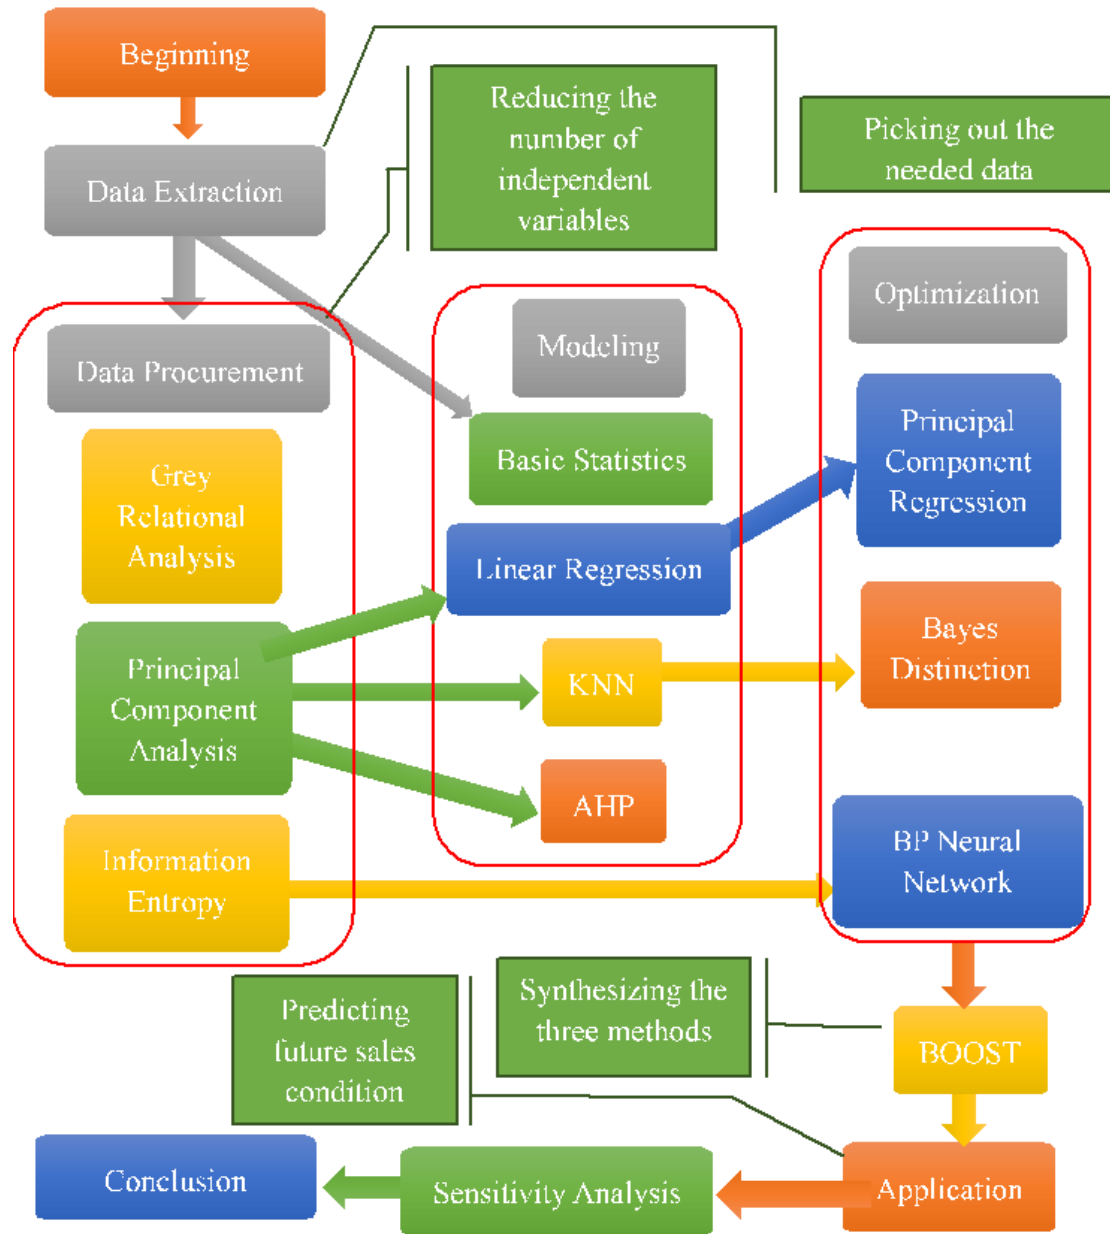 Beginning
Reducing the
number of
independent
variables
Picking out the
needed data
Data Extraction
Data Procurement
Grey
Relational
Analysis
Principal
Component
Analysis
Information
Entropy
Modeling
Basic Statistics
Linear Regression
KNN
AHP
Optimization
Principal
Component
Regression
Bayes
Distinction
BP Neural
Network
Predicting
future sales
condition
Synthesizing the
three methods
BOOST
Conclusion
Sensitivity Analysis
Application